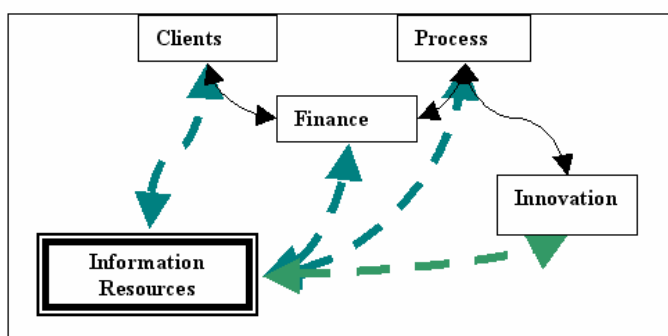 Clients
Process
Finance
Innovation
Information
Resources